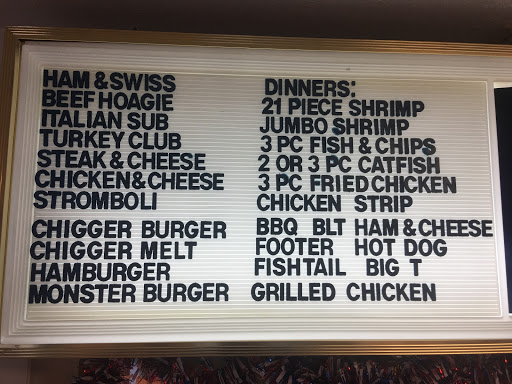 HAM & SWISS
BEEF HOAGIE
ITALIAN SUB
TURKEY CLUB
STEAK & CHEESE
CHICKEN & CHEESE
STROMBOLI
CHIGGER BURGER
CHIGGER MELT
HAMBURGER
MONSTER BURGER
DINNERS:
21 PIECE SHRIMP
JUMBO SHRIMP
3 PC FISH & CHIPS
2 OR 3 PC CATFISH
3 PC FRIED CHICKEN
CHICKEN STRIP
BBQ BLT HAM & CHEESE
FOOTER HOT DOG
FISHTAIL BIG T
GRILLED CHICKEN